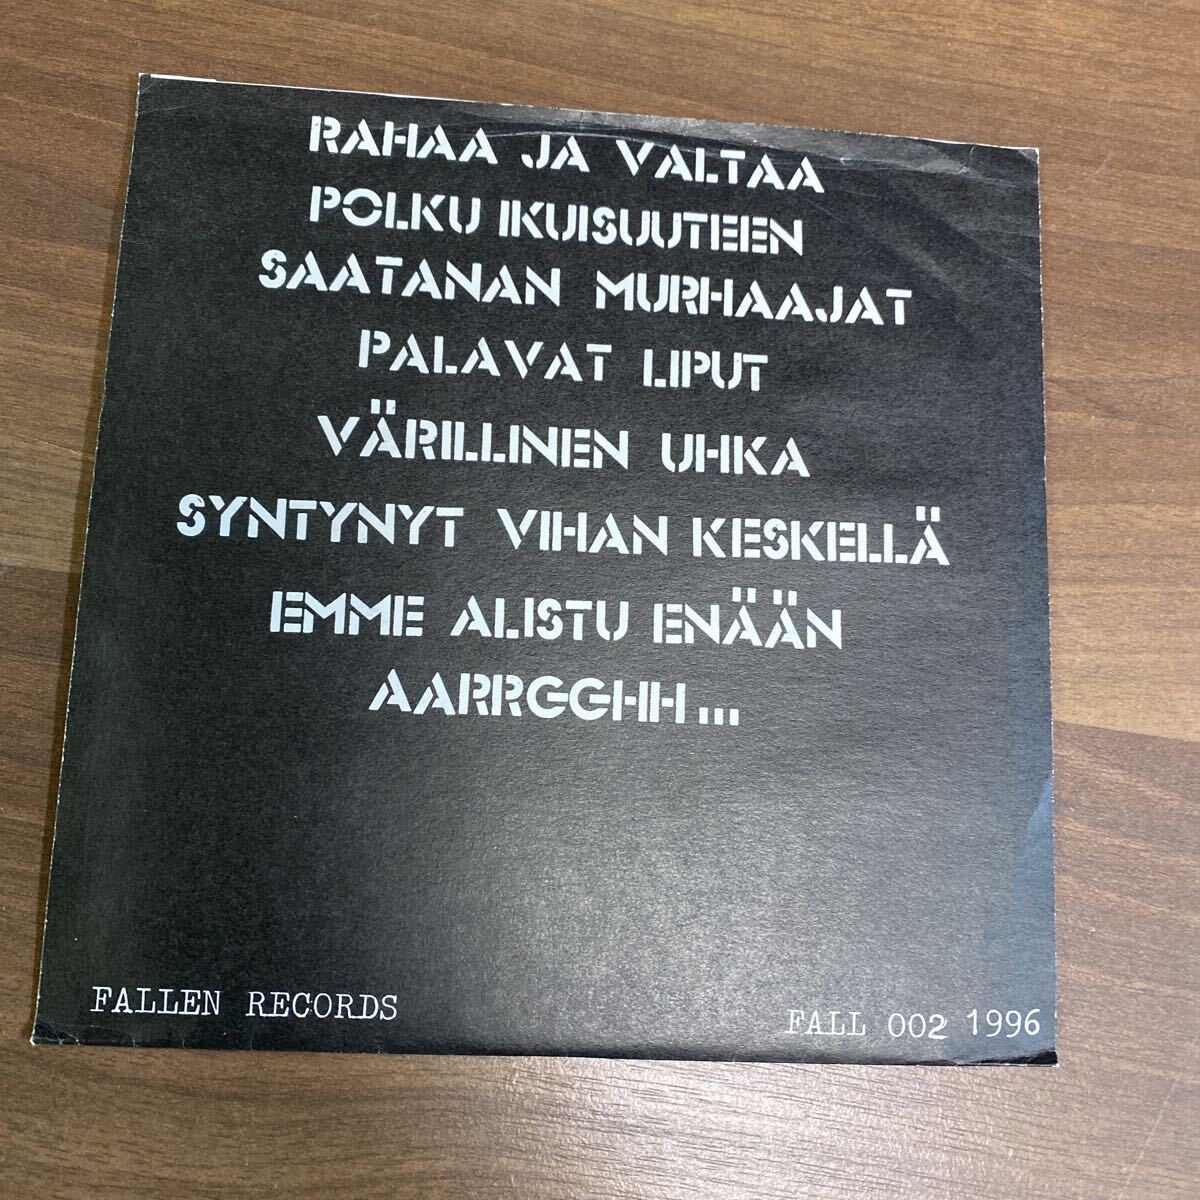 RAHAA JA VALTAA
POLKU IKUISUUTEEN
SAATANAN MURHAAJAT
PALAVAT LIPUT
VÄRILLINEN UHKA
SYNTYNYT VIHAN KESKELLÄ
EMME ALISTU ENÄÄN
AARRGGHH...
FALLEN RECORDS
FALL 002 1996